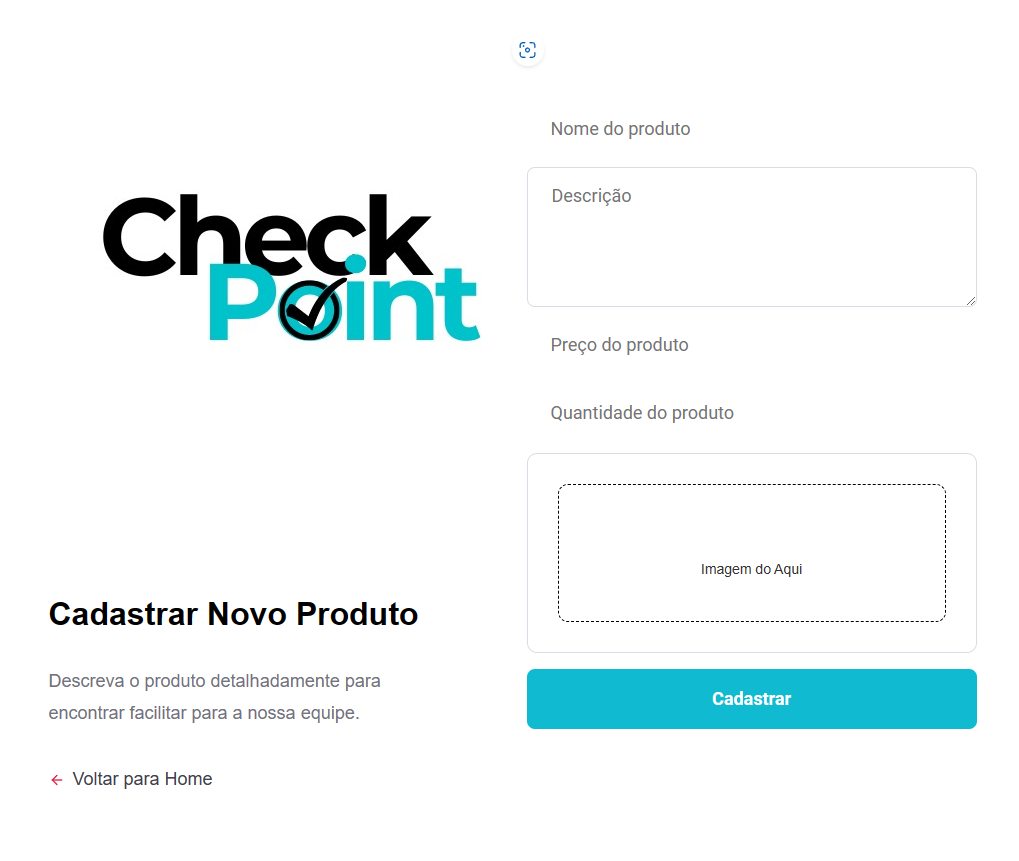 Check
Point
Cadastrar Novo Produto
Descreva o produto detalhadamente para
encontrar facilitar para a nossa equipe.
Voltar para Home
Nome do produto
Descrição
Preço do produto
Quantidade do produto
Imagem do Aqui
Cadastrar